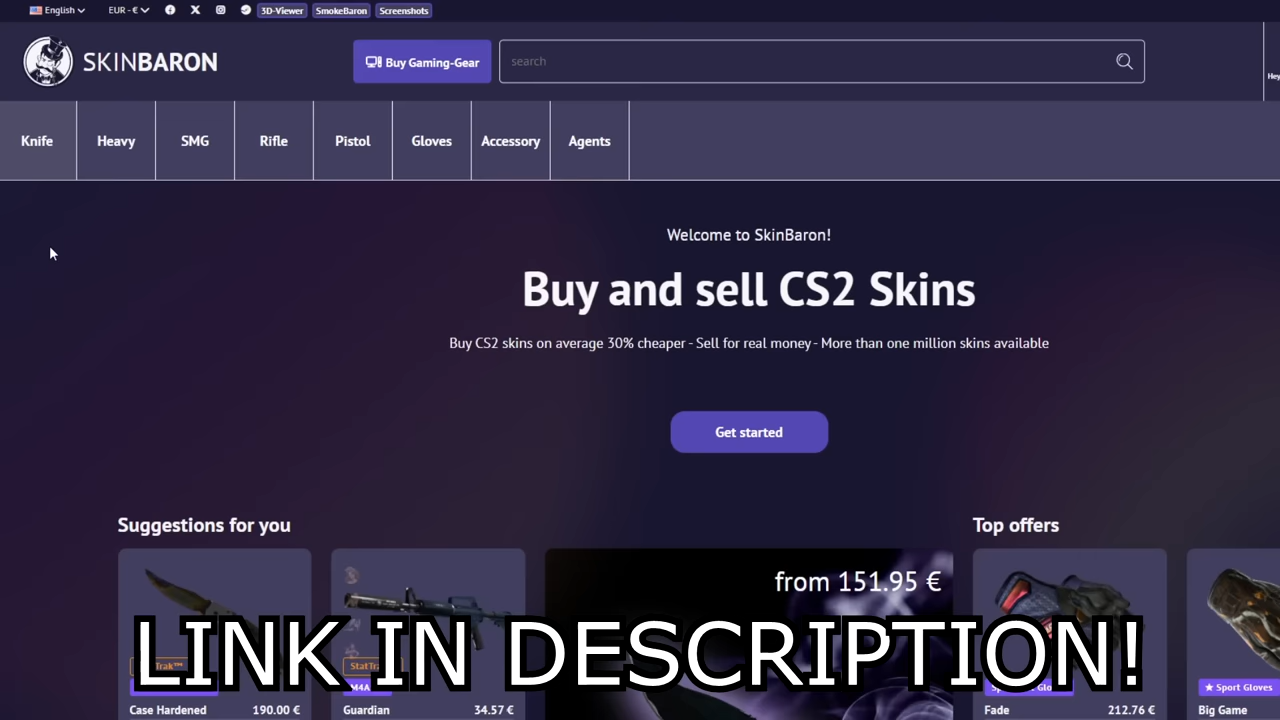 English
EUR - €
3D-Viewer
SmokeBaron
Screenshots
SKINBARON
Buy Gaming-Gear
search
Hey
Knife
Heavy
SMG
Rifle
Pistol
Gloves
Accessory
Agents
Welcome to SkinBaron!
Buy and sell CS2 Skins
Buy CS2 skins on average 30% cheaper - Sell for real money - More than one million skins available
Get started
Suggestions for you
Top offers
from 151.95 €
LINK IN DESCRIPTION!
Sport Gloves
Case Hardened
190.00 €
Guardian
34.57 €
Fade
212.76 €
Big Game